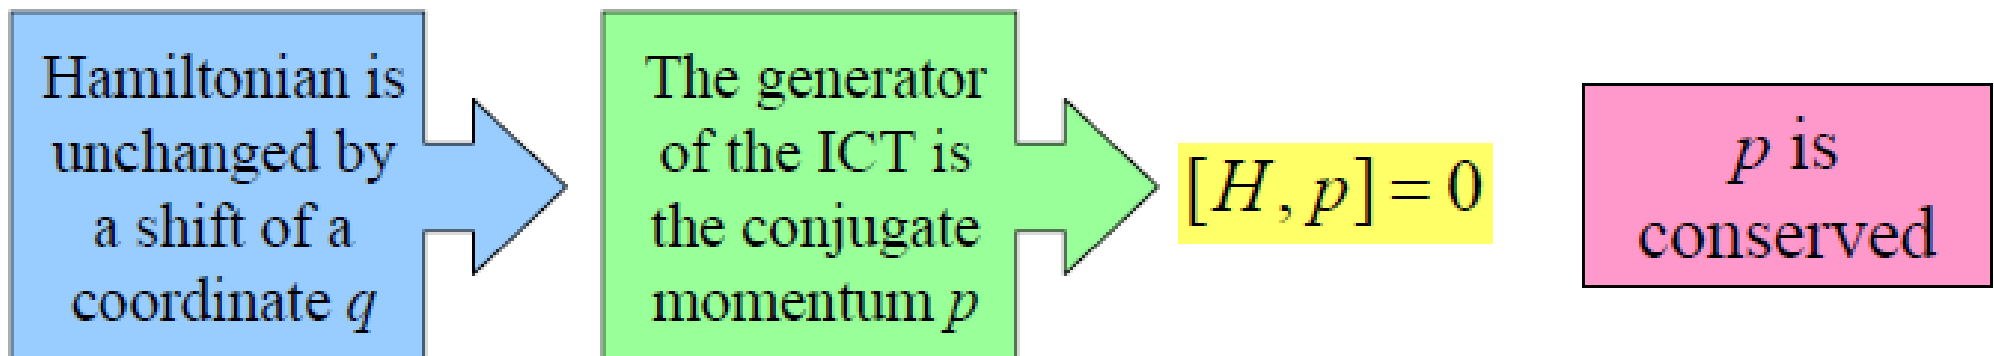 Hamiltonian is
unchanged by
a shift of a
coordinate q
The generator
of the ICT is
the conjugate
momentum p
[H, p] = 0
p is
conserved